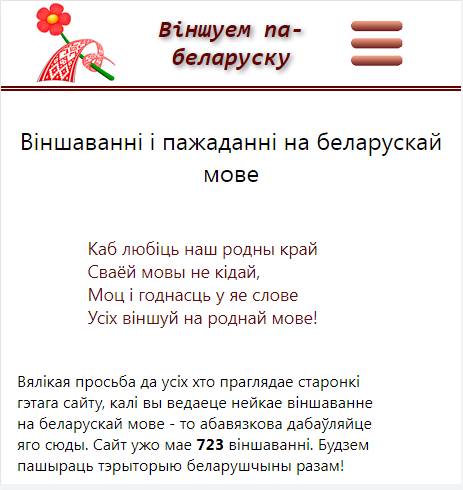 Віншуем па-
беларуску
Віншаванні і пажаданні на беларускай
мове
Каб любіць наш родны край
Сваёй мовы не кідай,
Моц і годнасць у яе слове
Усіх віншуй на роднай мове!
Вялікая просьба да усіх хто праглядае старонкі
гэтага сайту, калі вы ведаеце нейкае віншаванне
на беларускай мове - то абавязкова дабаўляйце
яго сюды. Сайт ужо мае 723 віншаванні. Будзем
пашыраць тэрыторыю беларушчыны разам!